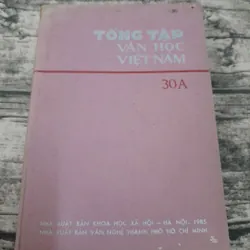 TỔNG TẬP
VĂN HỌC
VIỆT NAM
30A
NHÀ XUẤT BẢN KHOA HỌC XÃ HỘI - HÀ NỘI - 1985
NHÀ XUẤT BẢN VĂN NGHỆ THÀNH PHỐ HỒ CHÍ MINH